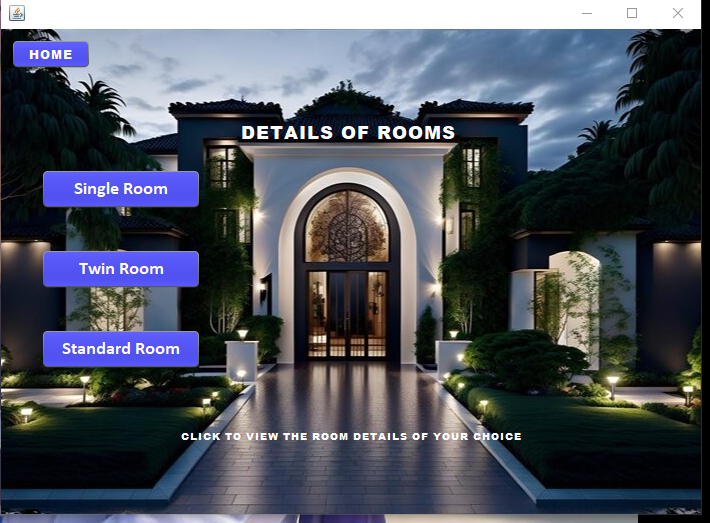 HOME
DETAILS OF ROOMS
Single Room
Twin Room
Standard Room
CLICK TO VIEW THE ROOM DETAILS OF YOUR CHOICE